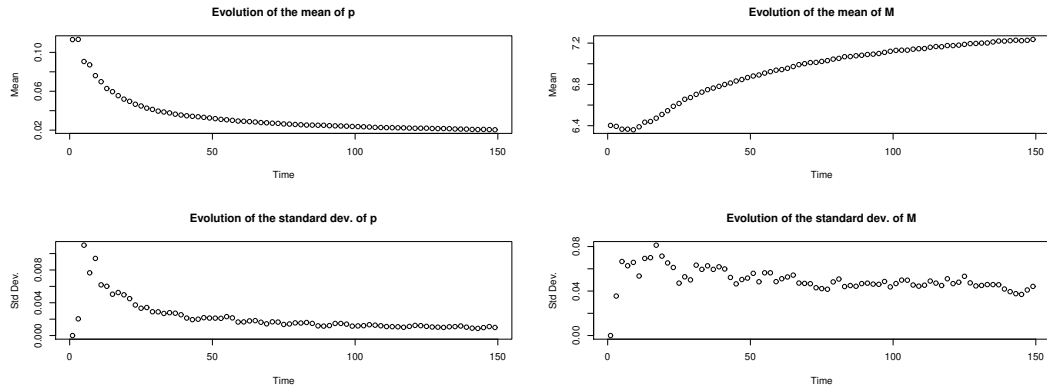 Evolution of the mean of p
Mean
0.02
0.06
0.10
0
50
100
150
Time
Evolution of the mean of M
Mean
6.4
6.8
7.2
0
50
100
150
Time
Evolution of the standard dev. of p
Std Dev.
0.000
0.004
0.008
0
50
100
150
Time
Evolution of the standard dev. of M
Std Dev.
0.00
0.04
0.08
0
50
100
150
Time